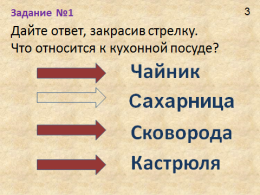 Задание №1
3
Дайте ответ, закрасив стрелку.
Что относится к кухонной посуде?
Чайник
Сахарница
Сковорода
Кастрюля